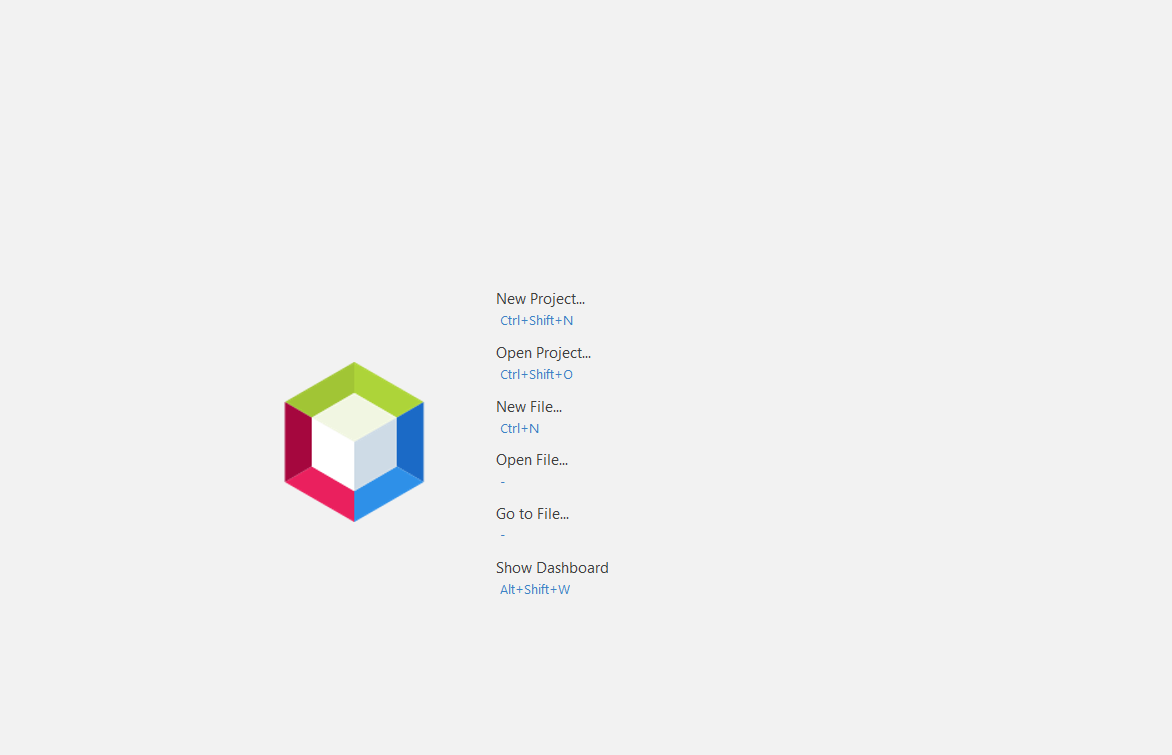 New Project...
Ctrl+Shift+N
Open Project...
Ctrl+Shift+O
New File...
Ctrl+N
Open File...
-
Go to File...
-
Show Dashboard
Alt+Shift+W